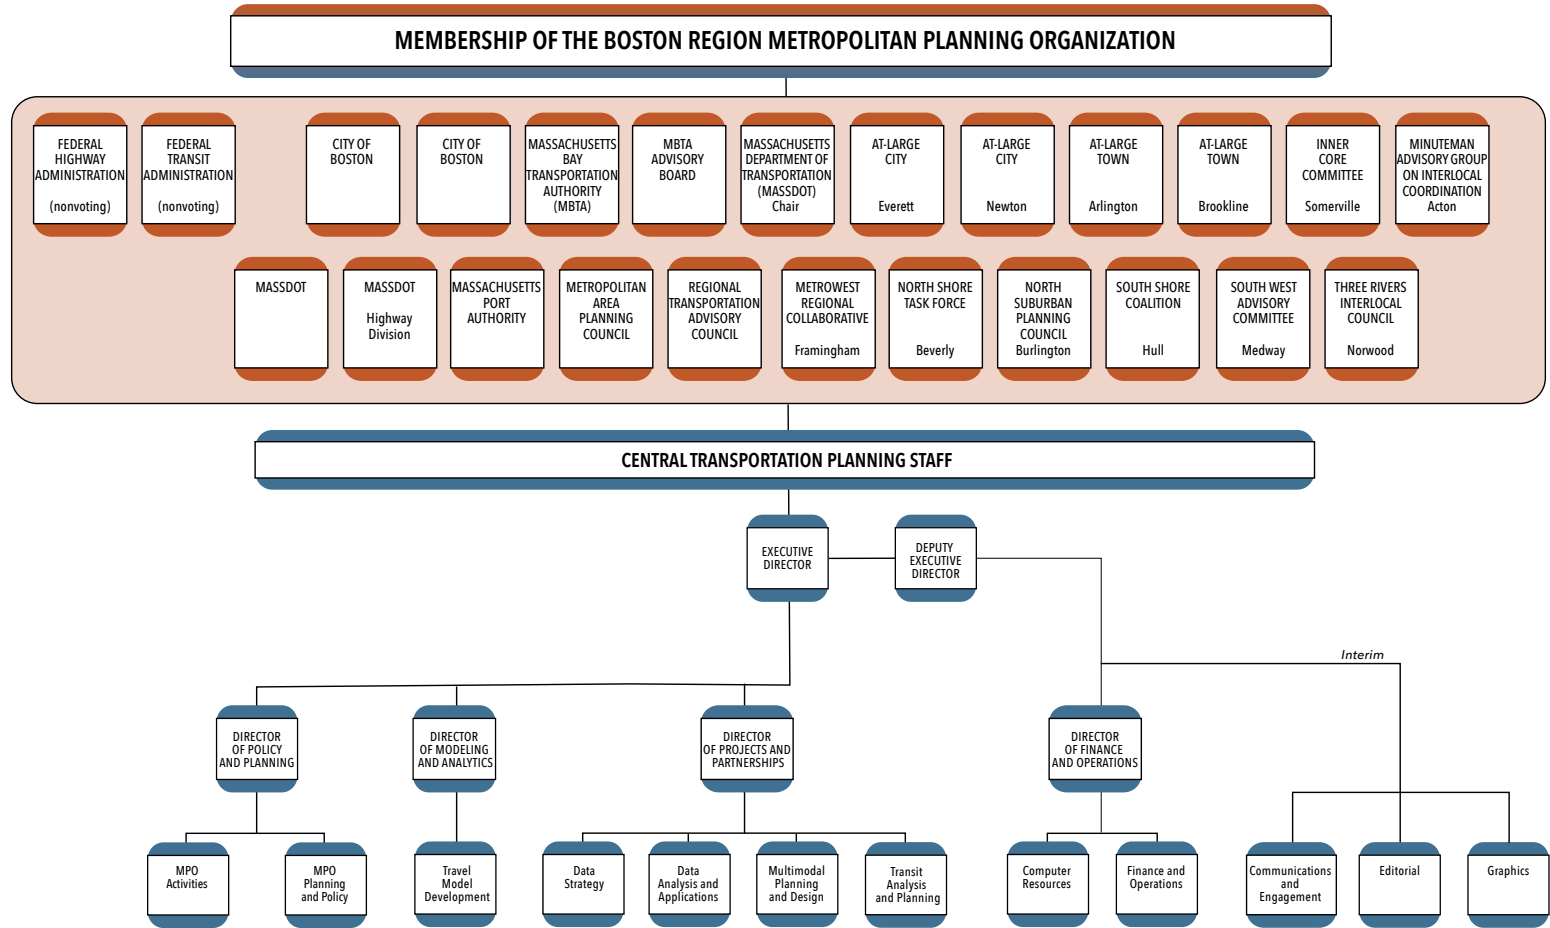 MEMBERSHIP OF THE BOSTON REGION METROPOLITAN PLANNING ORGANIZATION
FEDERAL
HIGHWAY
ADMINISTRATION
(nonvoting)
FEDERAL
TRANSIT
ADMINISTRATION
(nonvoting)
CITY OF
BOSTON
CITY OF
BOSTON
MASSACHUSETTS
BAY
TRANSPORTATION
AUTHORITY
(MBTA)
MBTA
ADVISORY
BOARD
MASSACHUSETTS
DEPARTMENT OF
TRANSPORTATION
(MASSDOT)
Chair
AT-LARGE
CITY
Everett
AT-LARGE
CITY
Newton
AT-LARGE
TOWN
Arlington
AT-LARGE
TOWN
Brookline
INNER
CORE
COMMITTEE
Somerville
MINUTEMAN
ADVISORY GROUP
ON INTERLOCAL
COORDINATION
Acton
MASSDOT
MASSDOT
Highway
Division
MASSACHUSETTS
PORT
AUTHORITY
METROPOLITAN
AREA
PLANNING
COUNCIL
REGIONAL
TRANSPORTATION
ADVISORY
COUNCIL
METROWEST
REGIONAL
COLLABORATIVE
Framingham
NORTH SHORE
TASK FORCE
Beverly
NORTH
SUBURBAN
PLANNING
COUNCIL
Burlington
SOUTH SHORE
COALITION
Hull
SOUTH WEST
ADVISORY
COMMITTEE
Medway
THREE RIVERS
INTERLOCAL
COUNCIL
Norwood
CENTRAL TRANSPORTATION PLANNING STAFF
EXECUTIVE
DIRECTOR
DEPUTY
EXECUTIVE
DIRECTOR
Interim
DIRECTOR
OF POLICY
AND PLANNING
DIRECTOR
OF MODELING
AND ANALYTICS
DIRECTOR
OF PROJECTS AND
PARTNERSHIPS
DIRECTOR
OF FINANCE
AND OPERATIONS
MPO
Activities
MPO
Planning
and Policy
Travel
Model
Development
Data
Strategy
Data
Analysis and
Applications
Multimodal
Planning
and Design
Transit
Analysis
and Planning
Computer
Resources
Finance and
Operations
Communications
and
Engagement
Editorial
Graphics